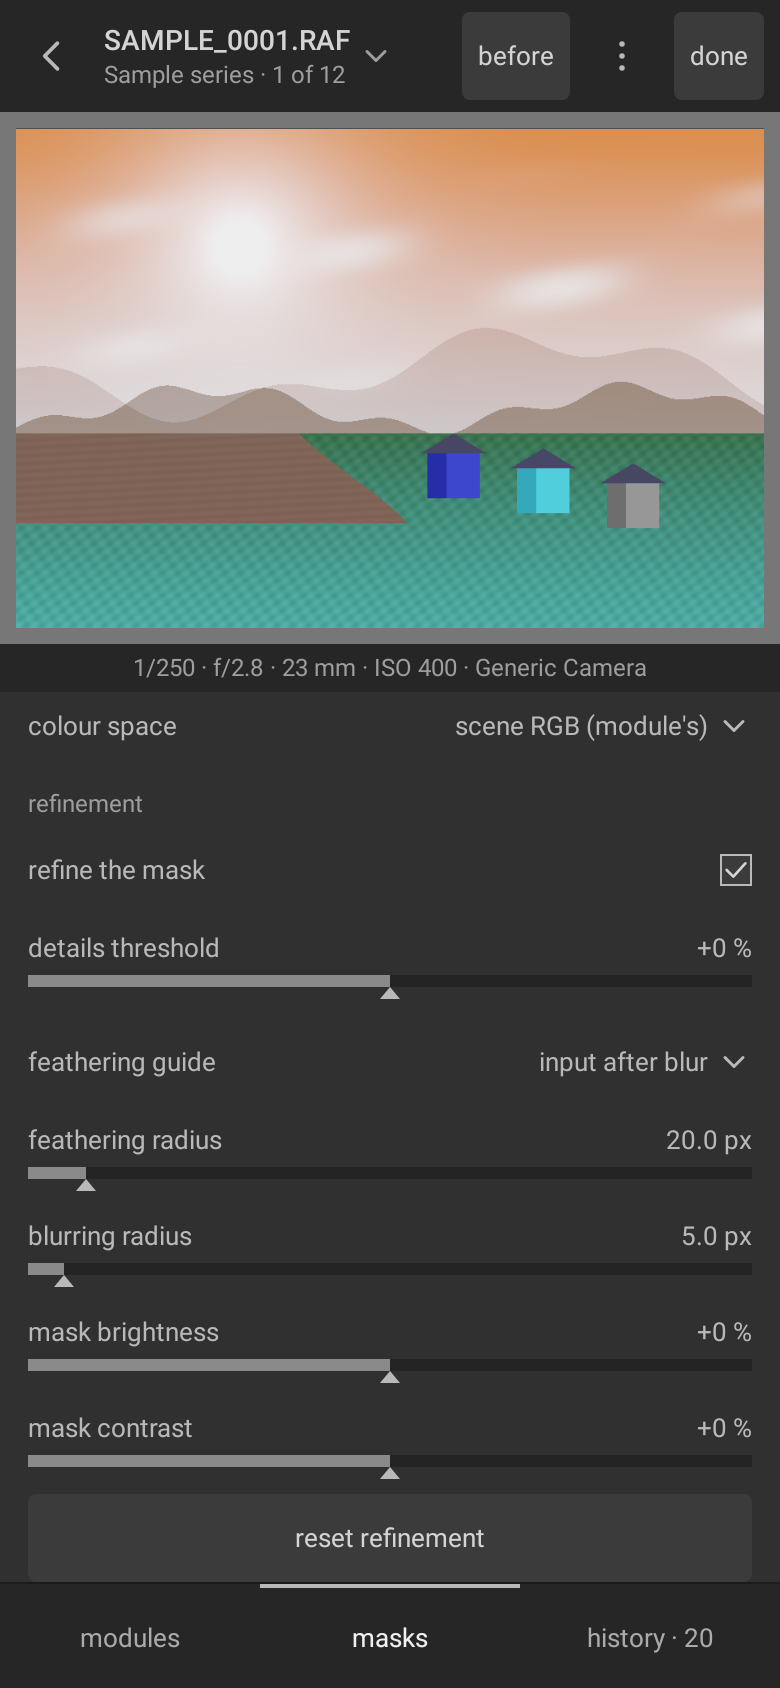 SAMPLE_0001.RAF
Sample series · 1 of 12
before
done
1/250 · f/2.8 · 23 mm · ISO 400 · Generic Camera
colour space scene RGB (module's)
refinement
refine the mask
details threshold +0 %
feathering guide input after blur
feathering radius 20.0 px
blurring radius 5.0 px
mask brightness +0 %
mask contrast +0 %
reset refinement
modules masks history · 20